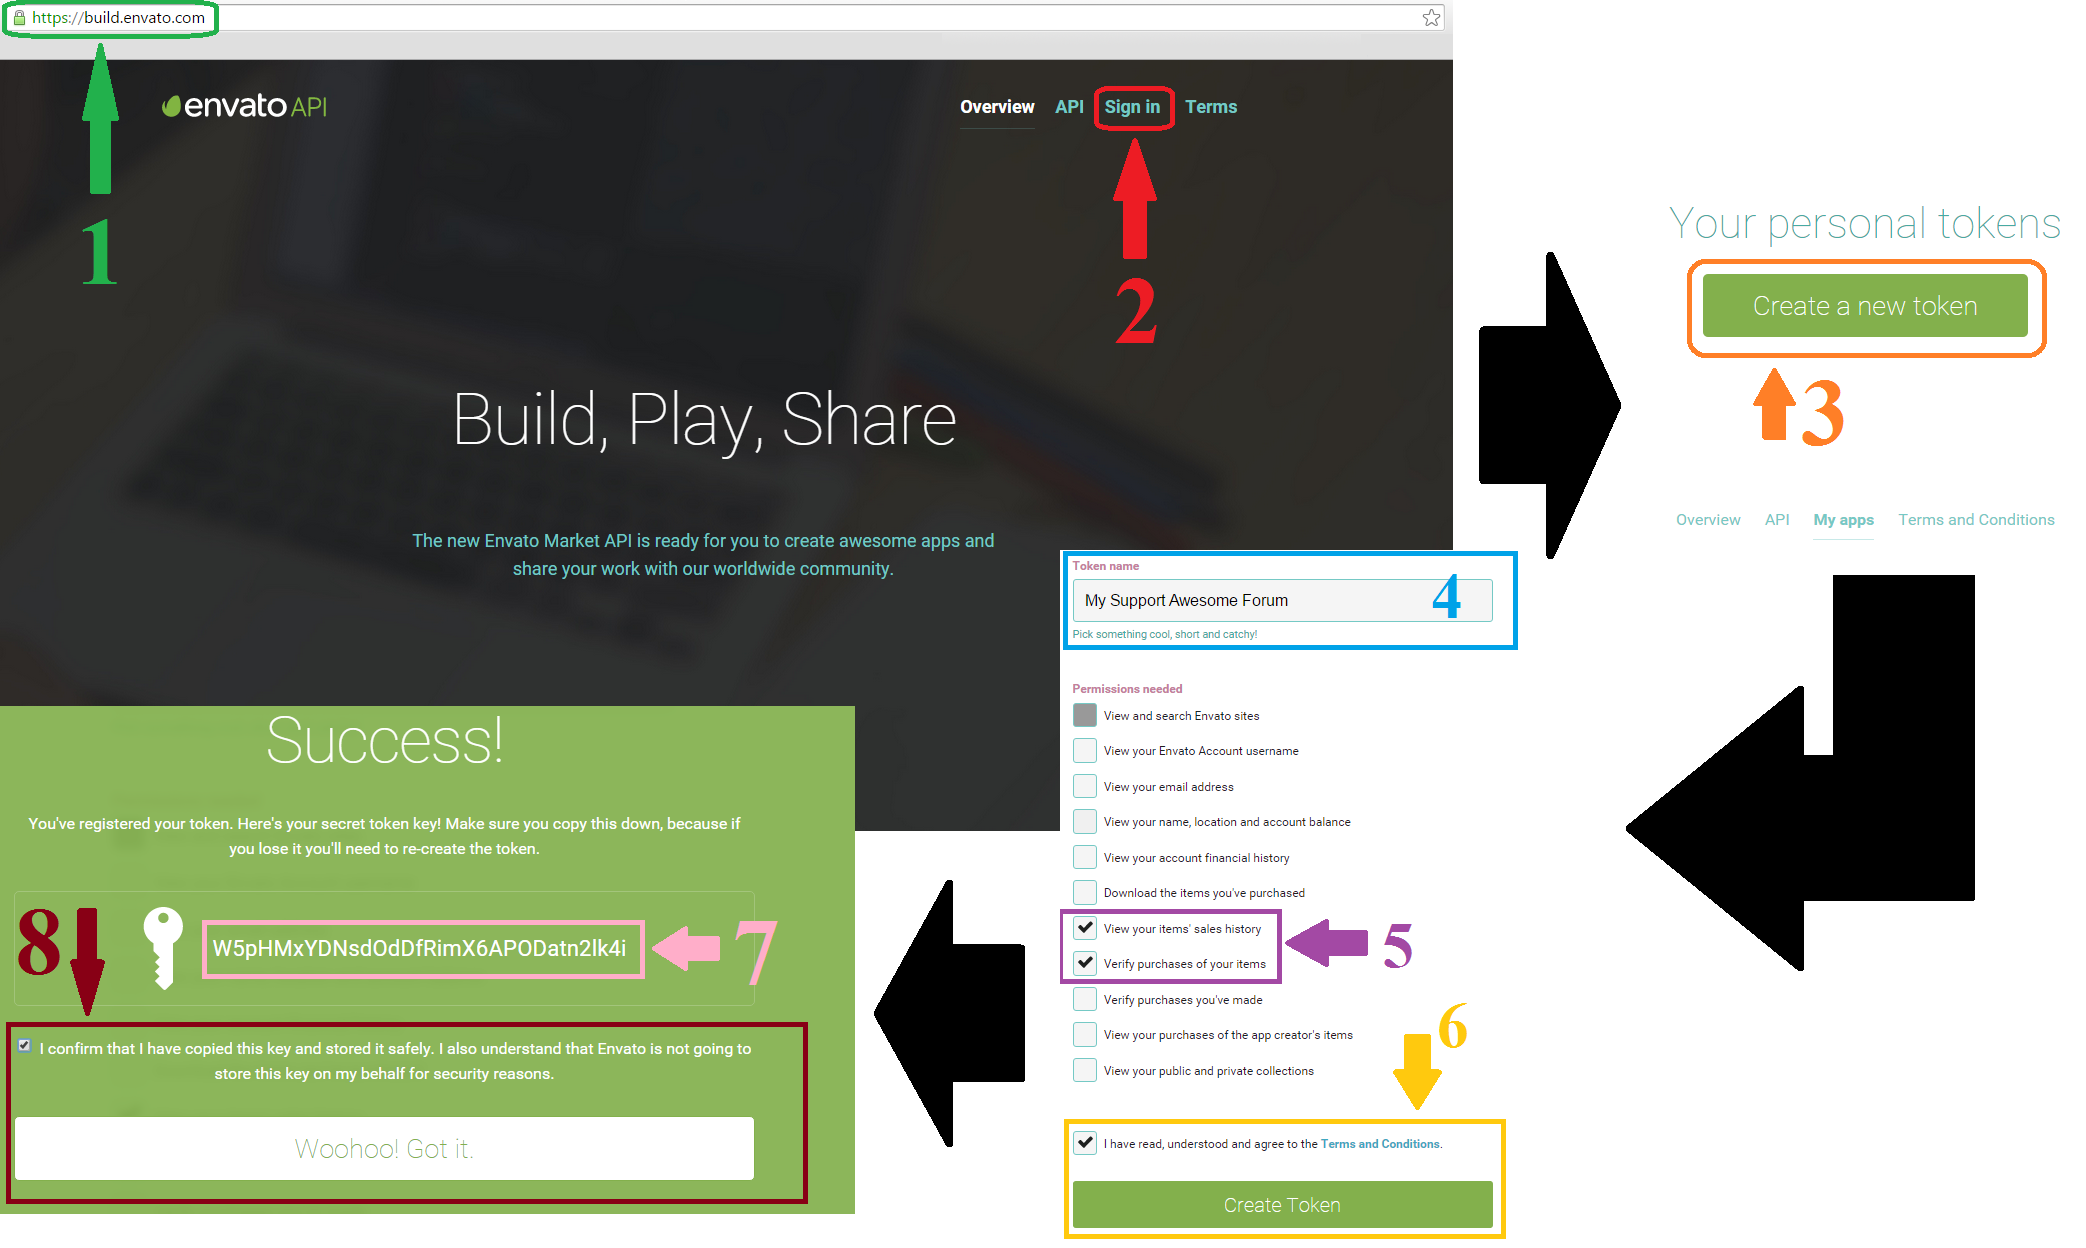 https://build.envato.com
1
envato API
Overview API Sign in Terms
2
Build, Play, Share
The new Envato Market API is ready for you to create awesome apps and
share your work with our worldwide community.
Your personal tokens
Create a new token
3
Overview API My apps Terms and Conditions
Token name
My Support Awesome Forum
4
Pick something cool, short and catchy!
Permissions needed
View and search Envato sites
View your Envato Account username
View your email address
View your name, location and account balance
View your account financial history
Download the items you've purchased
View your items' sales history
5
Verify purchases of your items
Verify purchases you've made
View your purchases of the app creator's items
View your public and private collections
6
I have read, understood and agree to the Terms and Conditions.
Create Token
Success!
You've registered your token. Here's your secret token key! Make sure you copy this down, because if
you lose it you'll need to re-create the token.
W5pHMxYDNsdOdDfRimX6APODatn2lk4i
7
8
I confirm that I have copied this key and stored it safely. I also understand that Envato is not going to
store this key on my behalf for security reasons.
Woohoo! Got it.